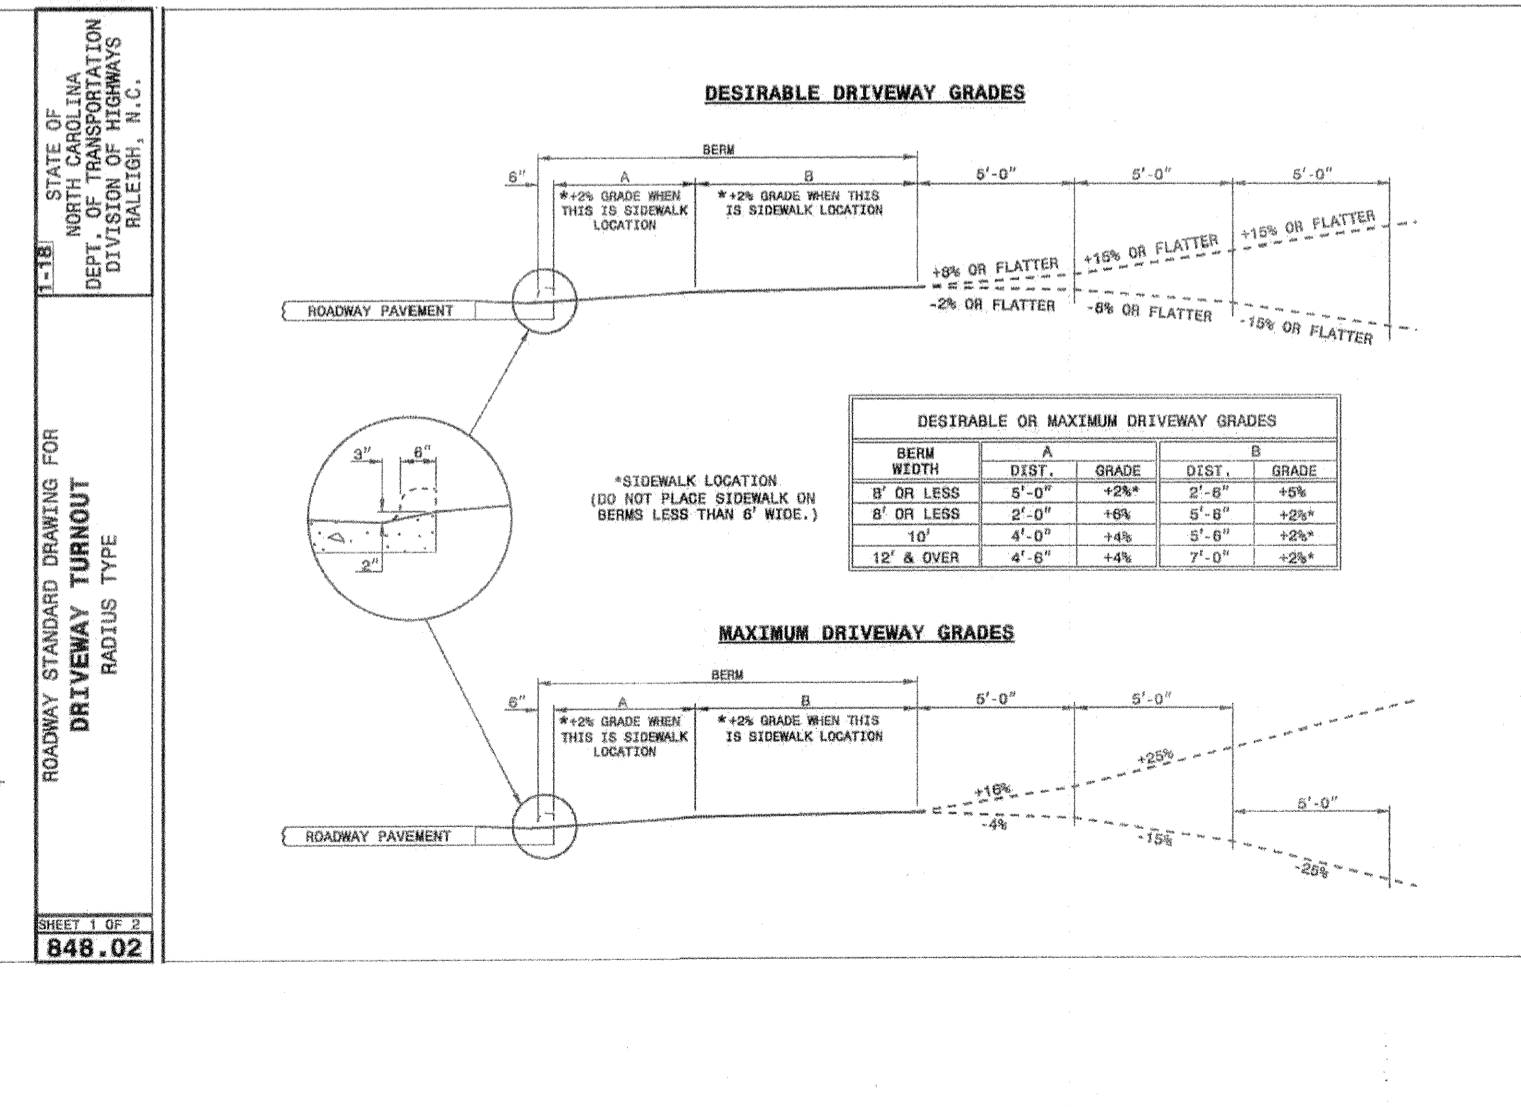 1-18
STATE OF
NORTH CAROLINA
DEPT. OF TRANSPORTATION
DIVISION OF HIGHWAYS
RALEIGH, N.C.
ROADWAY STANDARD DRAWING FOR
DRIVEWAY TURNOUT
RADIUS TYPE
SHEET 1 OF 2
848.02
DESIRABLE DRIVEWAY GRADES
BERM
6" A B 5'-0" 5'-0" 5'-0"
*+2% GRADE WHEN
THIS IS SIDEWALK
LOCATION
*+2% GRADE WHEN THIS
IS SIDEWALK LOCATION
+8% OR FLATTER
+15% OR FLATTER
+15% OR FLATTER
-2% OR FLATTER
-8% OR FLATTER
-15% OR FLATTER
ROADWAY PAVEMENT
3" 6"
2"
*SIDEWALK LOCATION
(DO NOT PLACE SIDEWALK ON
BERMS LESS THAN 6' WIDE.)
DESIRABLE OR MAXIMUM DRIVEWAY GRADES
BERM WIDTH A B
DIST. GRADE DIST. GRADE
8' OR LESS 5'-0" +2%* 2'-6" +5%
8' OR LESS 2'-0" +6% 5'-6" +2%*
10' 4'-0" +4% 5'-6" +2%*
12' & OVER 4'-6" +4% 7'-0" +2%*
MAXIMUM DRIVEWAY GRADES
BERM
6" A B 5'-0" 5'-0"
*+2% GRADE WHEN
THIS IS SIDEWALK
LOCATION
*+2% GRADE WHEN THIS
IS SIDEWALK LOCATION
+16%
+25%
5'-0"
-4%
-15%
-25%
ROADWAY PAVEMENT